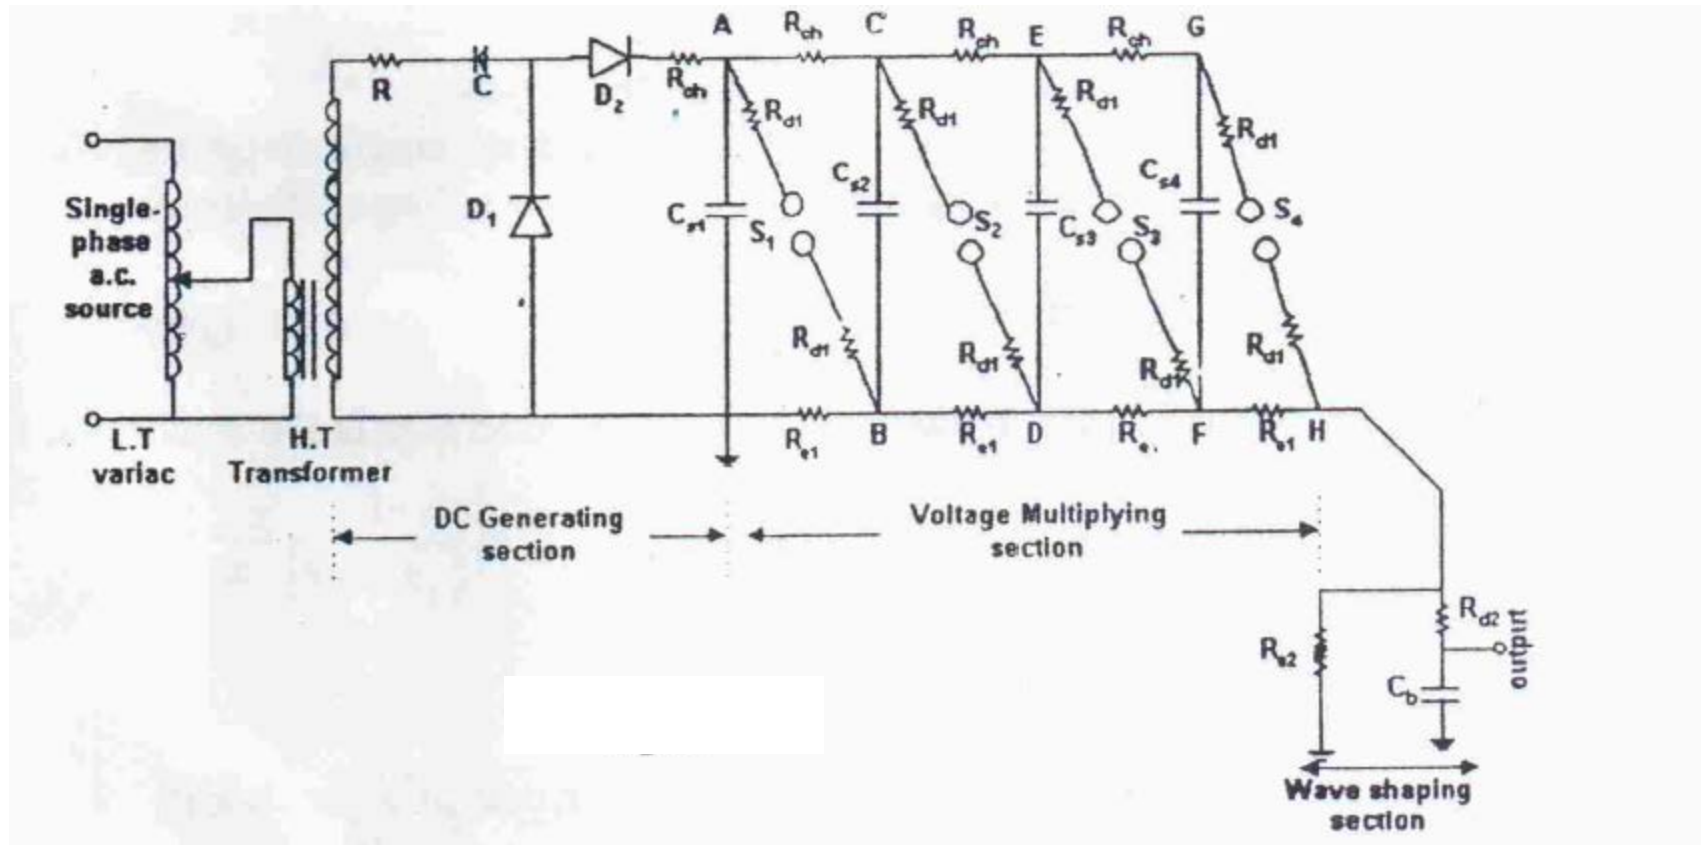 A
R_ch
C
R_ch
E
R_ch
G
R
C
D_2
R_ch
R_d1
R_d1
R_d1
R_d1
Single-
phase
a.c.
source
D_1
C_s1
S_1
C_s2
S_2
C_s3
S_3
C_s4
S_4
R_d1
R_d1
R_d1
R_d1
L.T
variac
H.T
Transformer
R_e1
B
R_e1
D
R_e1
F
R_e1
H
DC Generating
section
Voltage Multiplying
section
R_e2
R_d2
output
C_b
Wave shaping
section